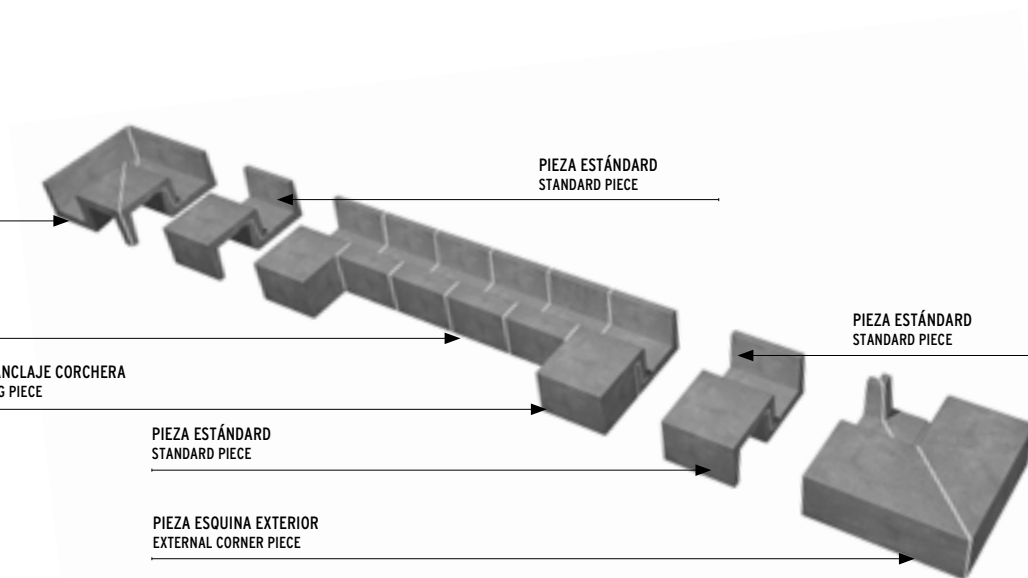 PIEZA ESTÁNDARD
STANDARD PIECE
PIEZA ESTÁNDARD
STANDARD PIECE
CORCHERA
PIECE
PIEZA ESTÁNDARD
STANDARD PIECE
PIEZA ESQUINA EXTERIOR
EXTERNAL CORNER PIECE